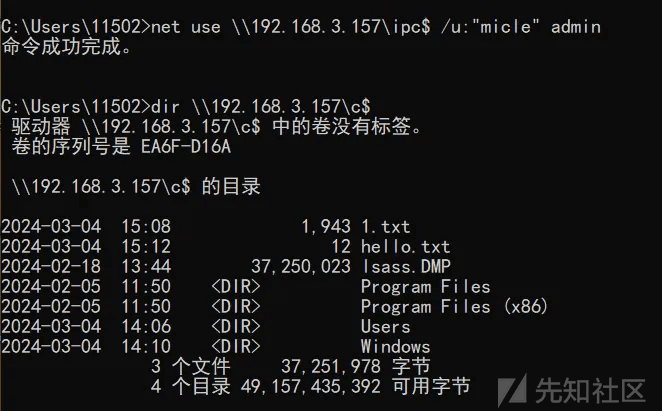 C:\Users\11502>net use \\192.168.3.157\ipc$ /u:"micle" admin
命令成功完成。
C:\Users\11502>dir \\192.168.3.157\c$
驱动器 \\192.168.3.157\c$ 中的卷没有标签。
卷的序列号是 EA6F-D16A
\\192.168.3.157\c$ 的目录
2024-03-04  15:08             1,943 1.txt
2024-03-04  15:12                12 hello.txt
2024-02-18  13:44        37,250,023 lsass.DMP
2024-02-05  11:50    <DIR>          Program Files
2024-02-05  11:50    <DIR>          Program Files (x86)
2024-03-04  14:06    <DIR>          Users
2024-03-04  14:10    <DIR>          Windows
3 个文件     37,251,978 字节
4 个目录 49,157,435,392 可用字节
先知社区